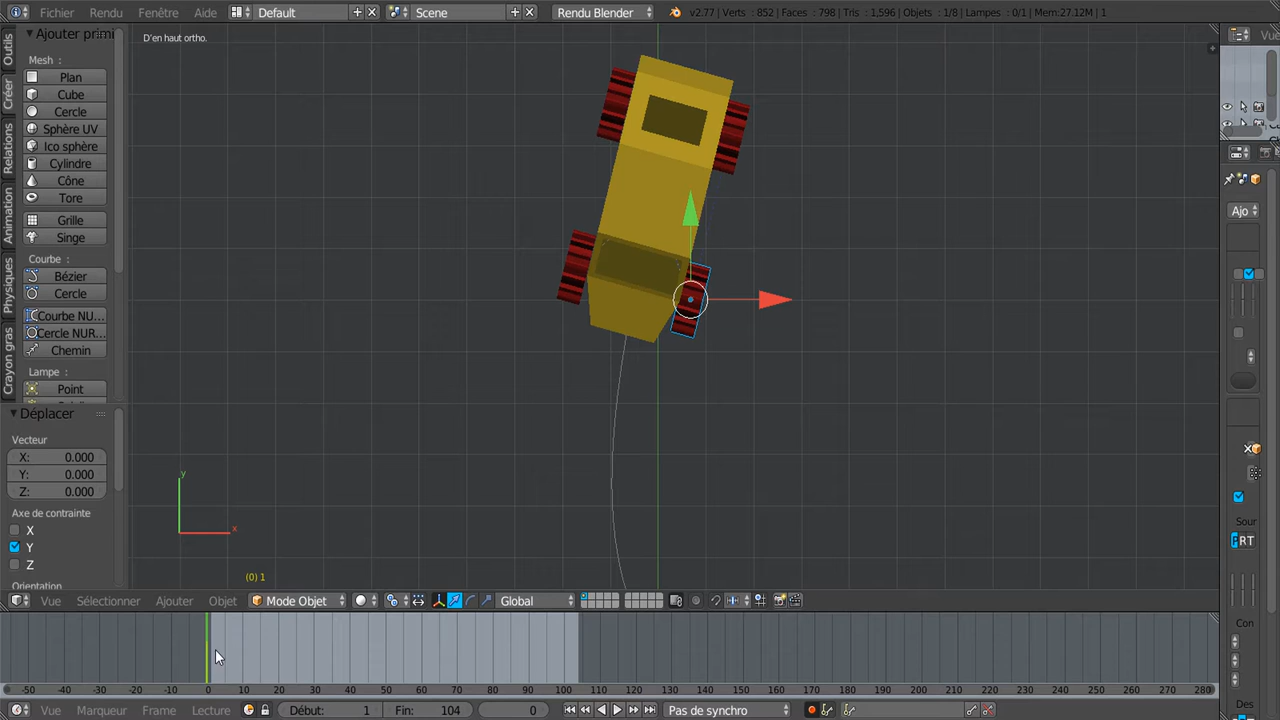 Fichier Rendu Fenêtre Aide Default Scene Rendu Blender v2.77 | Verts : 852 | Faces : 798 | Tris : 1,596 | Objets : 1/8 | Lampes : 0/1 | Mem:27.12M | 1
Ajouter primi
D'en haut ortho.
Vue
Outils
Créer
Relations
Animation
Physiques
Crayon gras
Mesh :
Plan
Cube
Cercle
Sphère UV
Ico sphère
Cylindre
Cône
Tore
Grille
Singe
Courbe :
Bézier
Cercle
Courbe NU...
Cercle NUR...
Chemin
Lampe :
Point
Déplacer
Vecteur
X: 0.000
Y: 0.000
Z: 0.000
Axe de contrainte
X
Y
Z
Orientation
y
x
(0) 1
Ajo
Sour
RT
Con
Des
Vue Sélectionner Ajouter Objet Mode Objet Global
-50 -40 -30 -20 -10 0 10 20 30 40 50 60 70 80 90 100 110 120 130 140 150 160 170 180 190 200 210 220 230 240 250 260 270 280
Vue Marqueur Frame Lecture Début: 1 Fin: 104 0 Pas de synchro